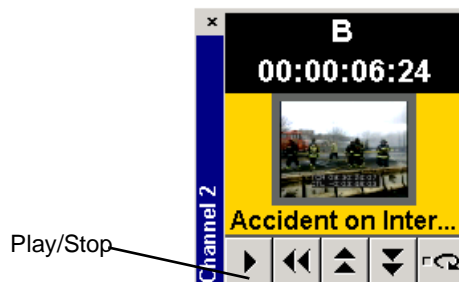 B
00:00:06:24
Accident on Inter...
Channel 2
Play/Stop